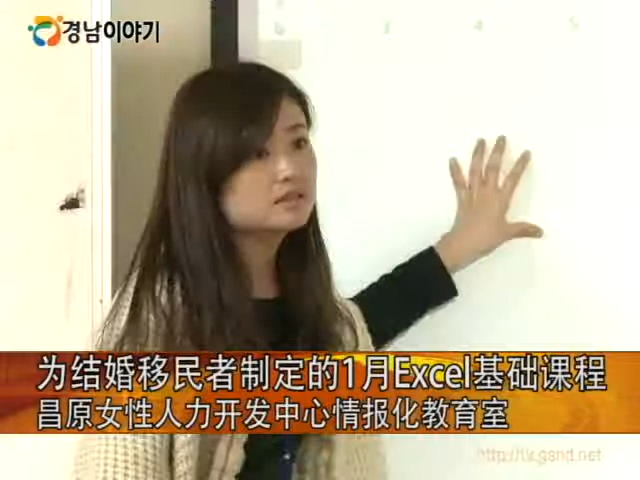 경남이야기
为结婚移民者制定的1月Excel基础课程
昌原女性人力开发中心情报化教育室
http://tv.gsnd.net